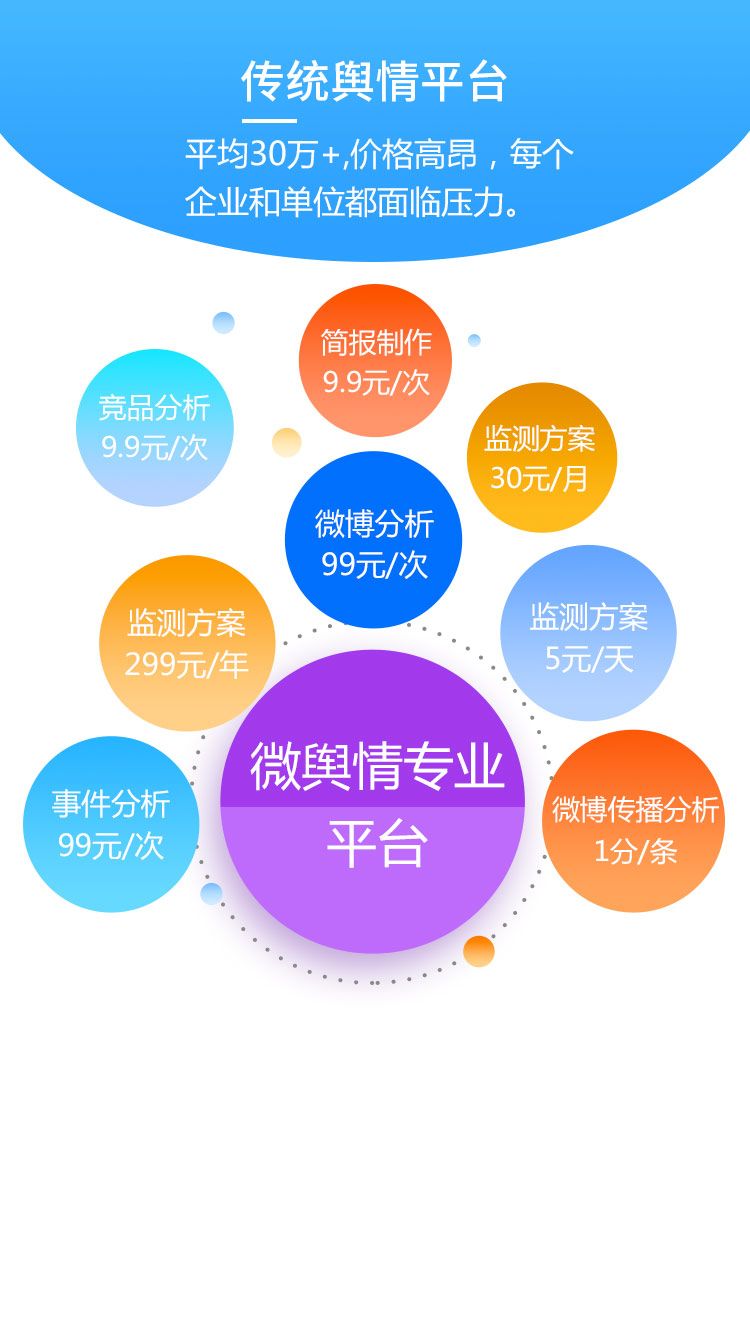 传统舆情平台
平均30万+,价格高昂，每个
企业和单位都面临压力。
简报制作
9.9元/次
竞品分析
9.9元/次
监测方案
30元/月
微博分析
99元/次
监测方案
299元/年
监测方案
5元/天
微舆情专业
平台
事件分析
99元/次
微博传播分析
1分/条